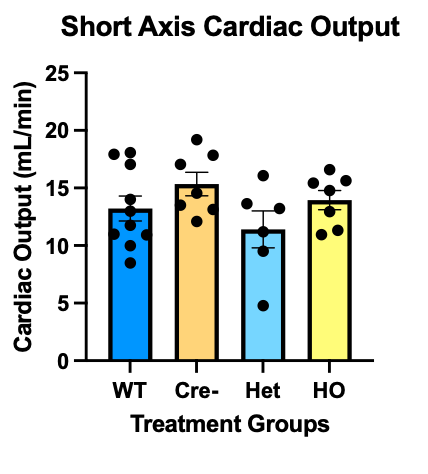 Short Axis Cardiac Output
Cardiac Output (mL/min)
25
20
15
10
5
0
WT Cre- Het HO
Treatment Groups